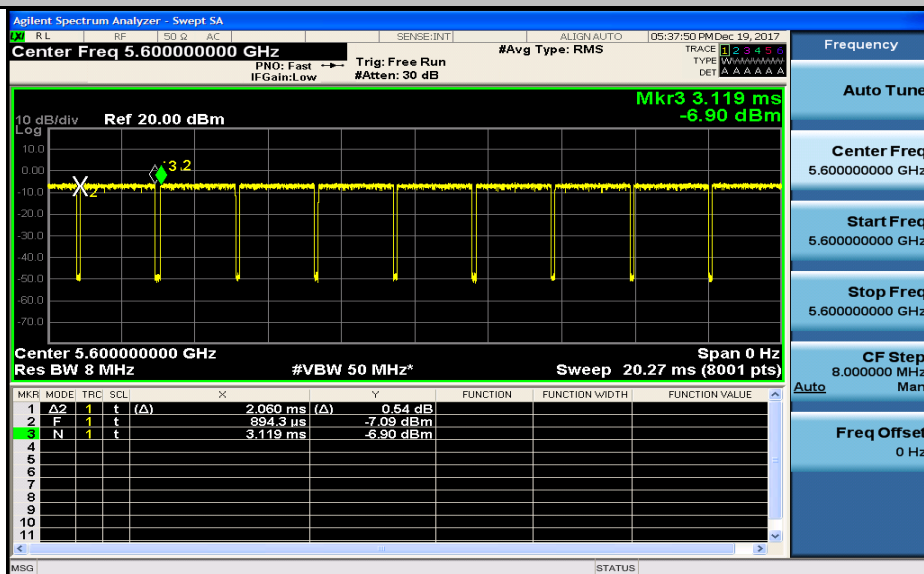 Agilent Spectrum Analyzer - Swept SA
LXI RL RF 50 Ω AC SENSE:INT ALIGN AUTO 05:37:50 PM Dec 19, 2017
Center Freq 5.600000000 GHz
#Avg Type: RMS
TRACE 1 2 3 4 5 6
TYPE WWWWWW
DET A A A A A A
PNO: Fast
IFGain:Low
Trig: Free Run
#Atten: 30 dB
Mkr3 3.119 ms
-6.90 dBm
10 dB/div Ref 20.00 dBm
Log
10.0
0.00
-10.0
-20.0
-30.0
-40.0
-50.0
-60.0
-70.0
X2
3.2
Center 5.600000000 GHz Span 0 Hz
Res BW 8 MHz #VBW 50 MHz* Sweep 20.27 ms (8001 pts)
MKR MODE TRC SCL X Y FUNCTION FUNCTION WIDTH FUNCTION VALUE
1 Δ2 1 t (Δ) 2.060 ms (Δ) 0.54 dB
2 F 1 t 894.3 µs -7.09 dBm
3 N 1 t 3.119 ms -6.90 dBm
4
5
6
7
8
9
10
11
MSG STATUS
Frequency
Auto Tune
Center Freq
5.600000000 GHz
Start Freq
5.600000000 GHz
Stop Freq
5.600000000 GHz
CF Step
8.000000 MHz
Auto Man
Freq Offset
0 Hz